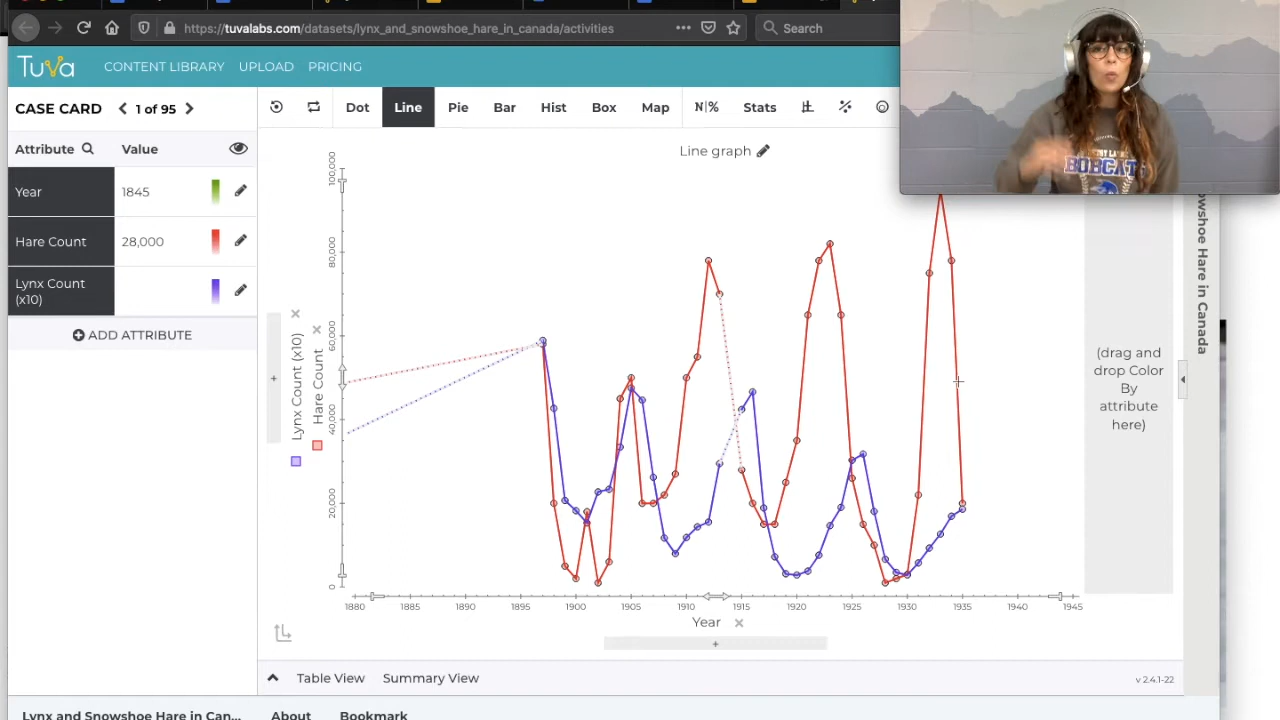 https://tuvalabs.com/datasets/lynx_and_snowshoe_hare_in_canada/activities
Search
TUVA
CONTENT LIBRARY
UPLOAD
PRICING
CASE CARD
1 of 95
Dot
Line
Pie
Bar
Hist
Box
Map
N|%
Stats
Attribute
Value
Year
1845
Hare Count
28,000
Lynx Count
(x10)
ADD ATTRIBUTE
Line graph
100,000
80,000
60,000
40,000
20,000
0
Lynx Count (x10)
Hare Count
1880
1885
1890
1895
1900
1905
1910
1915
1920
1925
1930
1935
1940
1945
Year
(drag and
drop Color
By
attribute
here)
owshoe Hare in Canada
BOBCATS
Table View
Summary View
v 2.4.1-22
Lynx and Snowshoe Hare in Can...
About
Bookmark